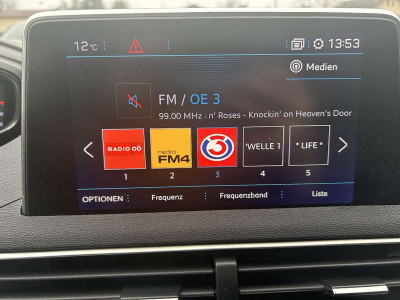 12°C
13:53
Medien
FM / OE 3
99.00 MHz n' Roses - Knockin' on Heaven's Door
RADIO OÖ
radio
FM4
3
'WELLE 1
* LIFE *
1 2 3 4 5
OPTIONEN Frequenz Frequenzband Liste